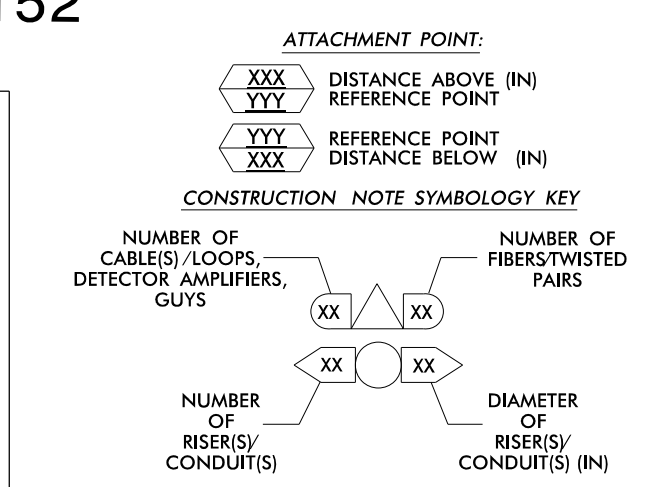 152
ATTACHMENT POINT:
XXX DISTANCE ABOVE (IN)
YYY REFERENCE POINT
YYY REFERENCE POINT
XXX DISTANCE BELOW (IN)
CONSTRUCTION NOTE SYMBOLOGY KEY
NUMBER OF
CABLE(S)/LOOPS,
DETECTOR AMPLIFIERS,
GUYS
NUMBER OF
FIBERS/TWISTED
PAIRS
XX XX
XX XX
NUMBER
OF
RISER(S)/
CONDUIT(S)
DIAMETER
OF
RISER(S)/
CONDUIT(S) (IN)